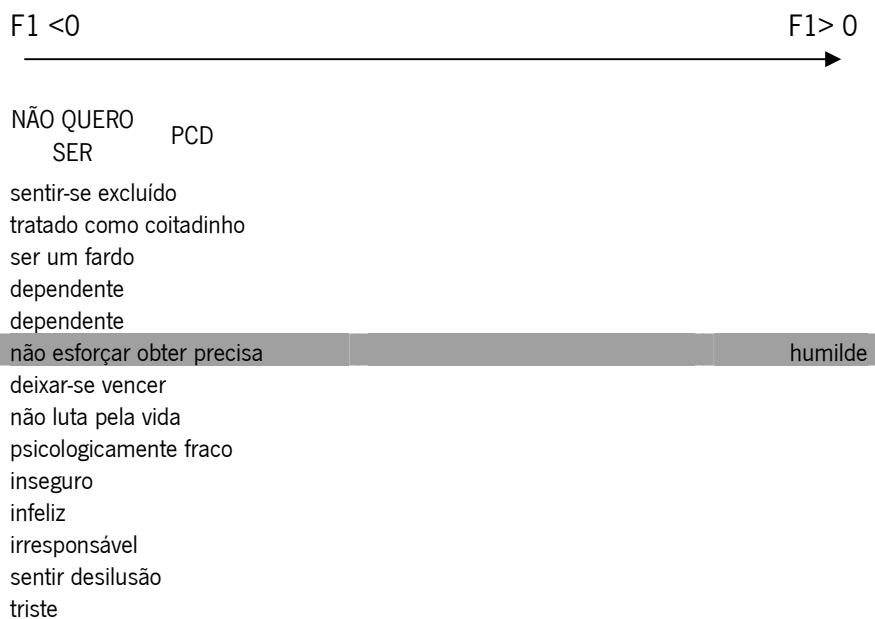 F1 <0 F1> 0
NÃO QUERO
SER
PCD
sentir-se excluído
tratado como coitadinho
ser um fardo
dependente
dependente
não esforçar obter precisa humilde
deixar-se vencer
não luta pela vida
psicologicamente fraco
inseguro
infeliz
irresponsável
sentir desilusão
triste